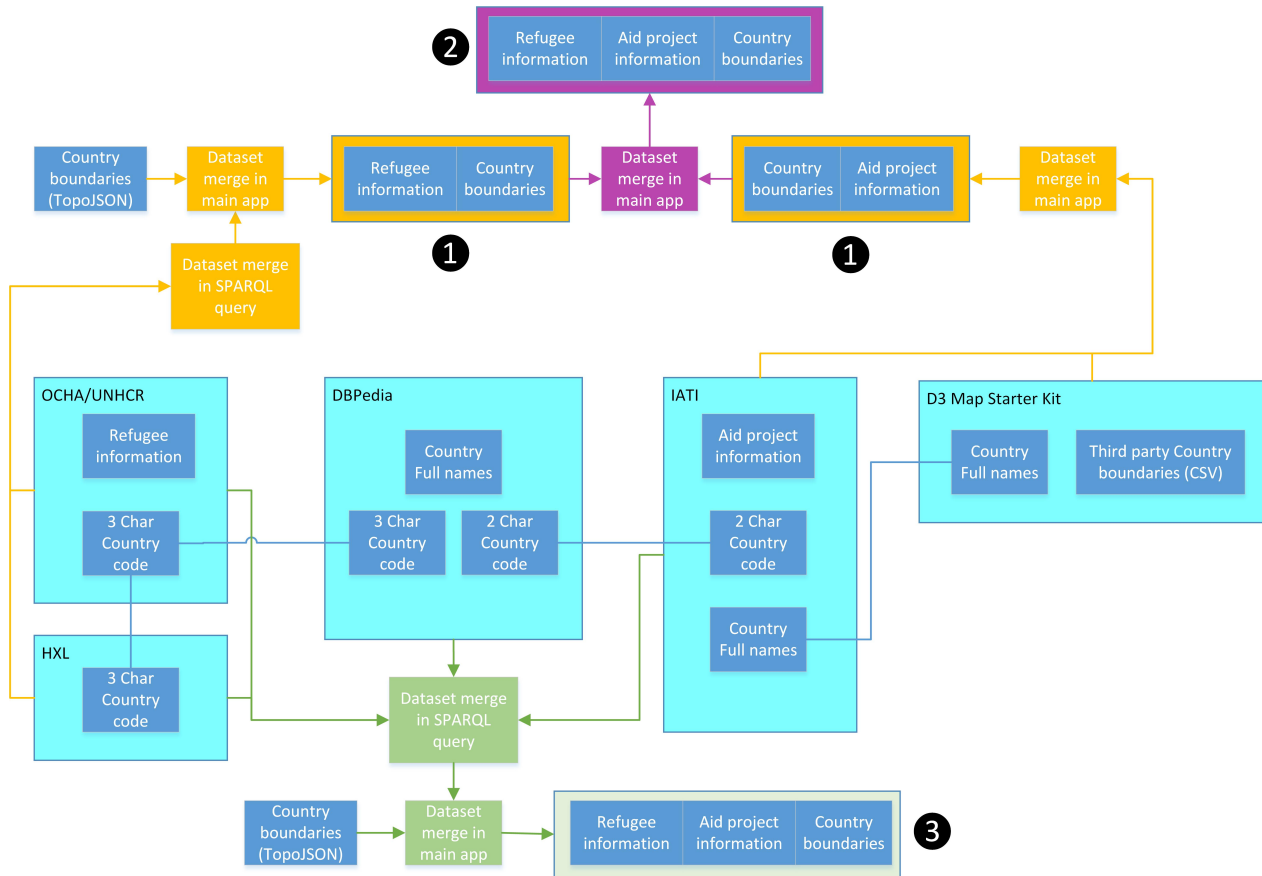 2
Refugee
information
Aid project
information
Country
boundaries
Country
boundaries
(TopoJSON)
Dataset
merge in
main app
Refugee
information
Country
boundaries
Dataset
merge in
main app
Country
boundaries
Aid project
information
Dataset
merge in
main app
1
1
Dataset merge
in SPARQL
query
OCHA/UNHCR
Refugee
information
3 Char
Country
code
HXL
3 Char
Country
code
DBPedia
Country
Full names
3 Char
Country
code
2 Char
Country
code
IATI
Aid project
information
2 Char
Country
code
Country
Full names
D3 Map Starter Kit
Country
Full names
Third party Country
boundaries (CSV)
Dataset merge
in SPARQL
query
Country
boundaries
(TopoJSON)
Dataset
merge in
main app
Refugee
information
Aid project
information
Country
boundaries
3